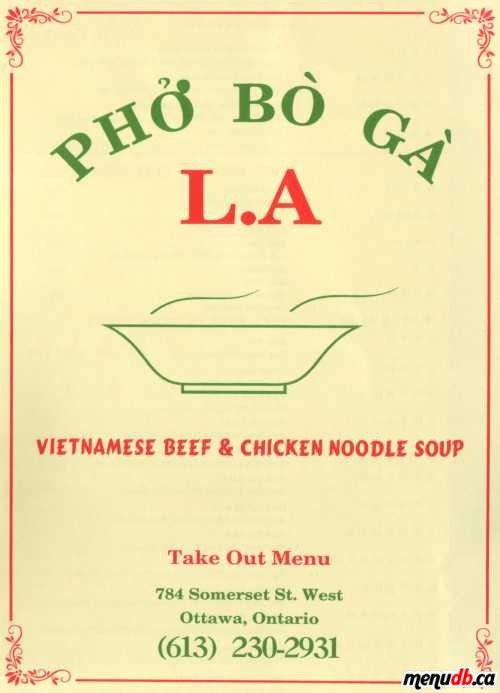 PHỞ BÒ GÀ
L.A
VIETNAMESE BEEF & CHICKEN NOODLE SOUP
Take Out Menu
784 Somerset St. West
Ottawa, Ontario
(613) 230-2931
menudb.ca